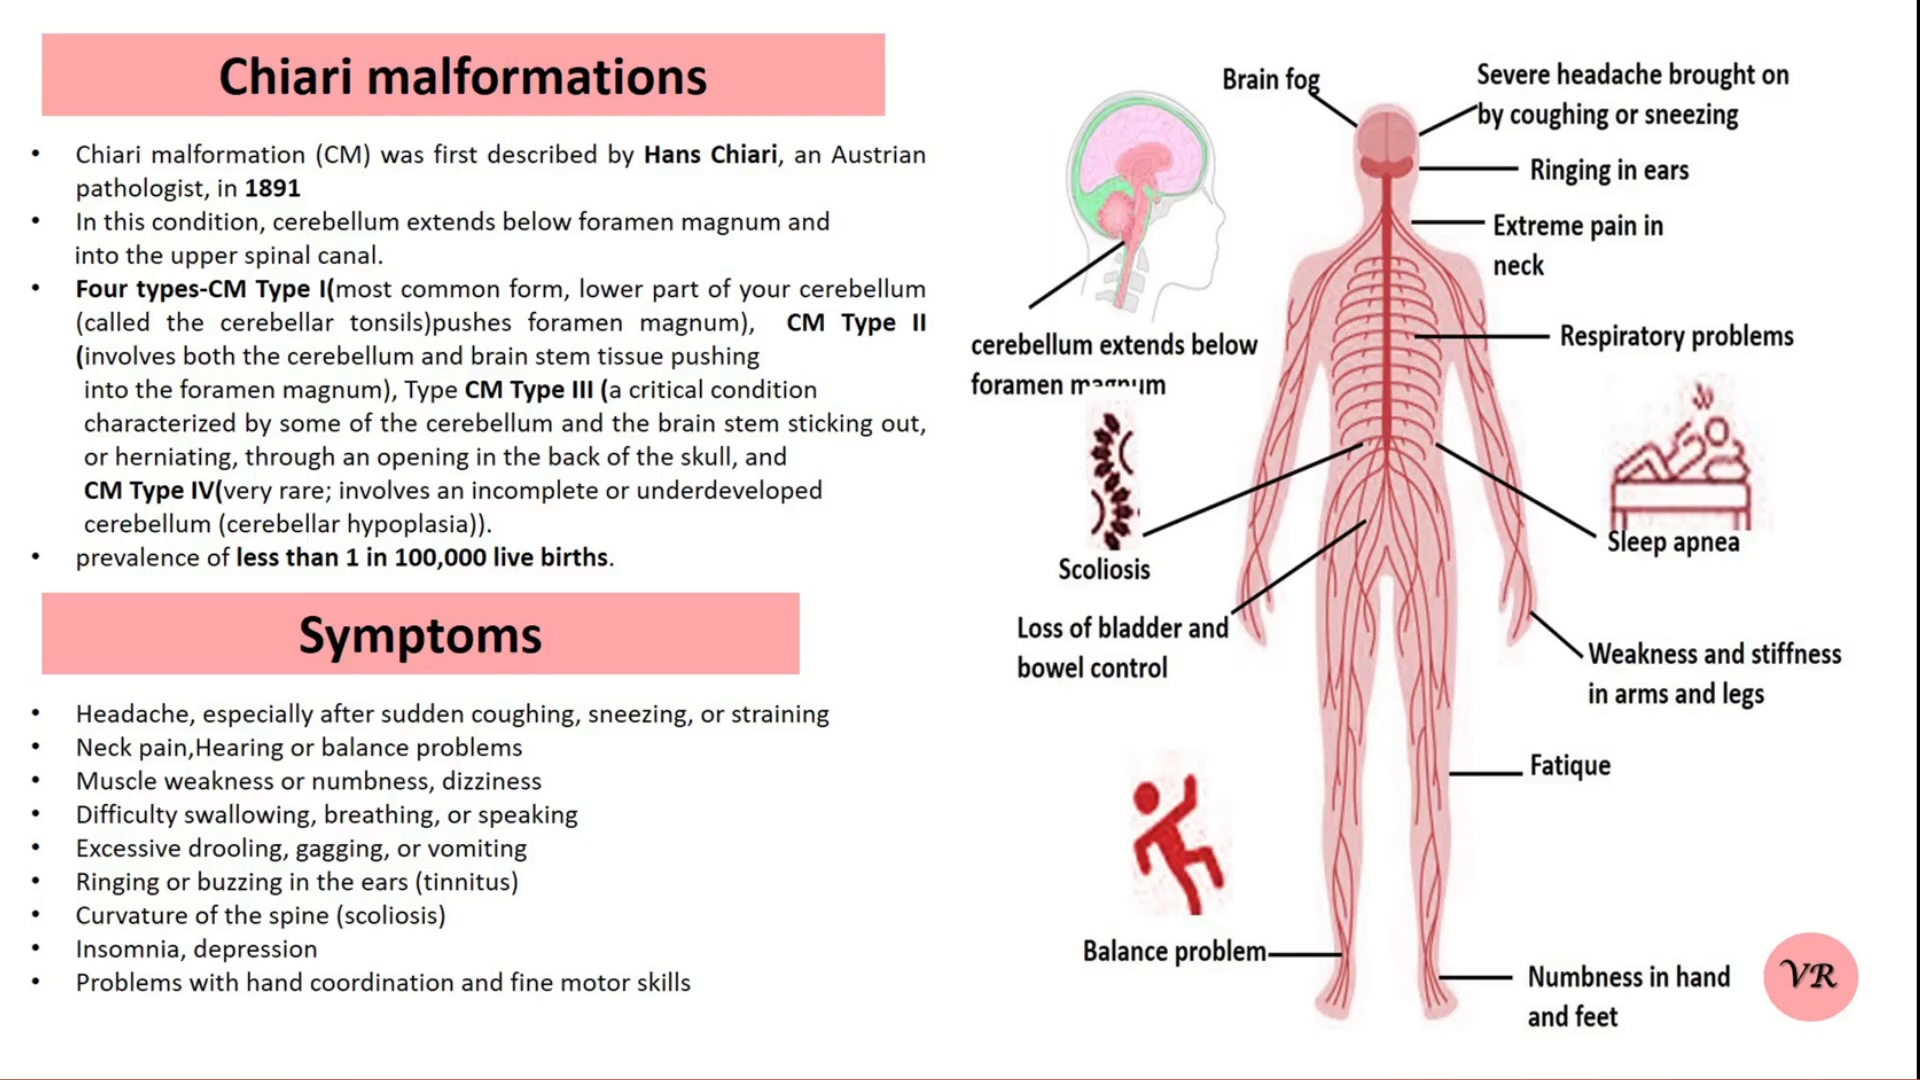 Chiari malformations
• Chiari malformation (CM) was first described by Hans Chiari, an Austrian
pathologist, in 1891
• In this condition, cerebellum extends below foramen magnum and
into the upper spinal canal.
• Four types-CM Type I(most common form, lower part of your cerebellum
(called the cerebellar tonsils)pushes foramen magnum), CM Type II
(involves both the cerebellum and brain stem tissue pushing
into the foramen magnum), Type CM Type III (a critical condition
characterized by some of the cerebellum and the brain stem sticking out,
or herniating, through an opening in the back of the skull, and
CM Type IV(very rare; involves an incomplete or underdeveloped
cerebellum (cerebellar hypoplasia)).
• prevalence of less than 1 in 100,000 live births.
Symptoms
• Headache, especially after sudden coughing, sneezing, or straining
• Neck pain,Hearing or balance problems
• Muscle weakness or numbness, dizziness
• Difficulty swallowing, breathing, or speaking
• Excessive drooling, gagging, or vomiting
• Ringing or buzzing in the ears (tinnitus)
• Curvature of the spine (scoliosis)
• Insomnia, depression
• Problems with hand coordination and fine motor skills
Brain fog
Severe headache brought on
by coughing or sneezing
Ringing in ears
Extreme pain in
neck
cerebellum extends below
foramen magnum
Respiratory problems
Scoliosis
Sleep apnea
Loss of bladder and
bowel control
Weakness and stiffness
in arms and legs
Fatique
Balance problem
Numbness in hand
and feet
VR